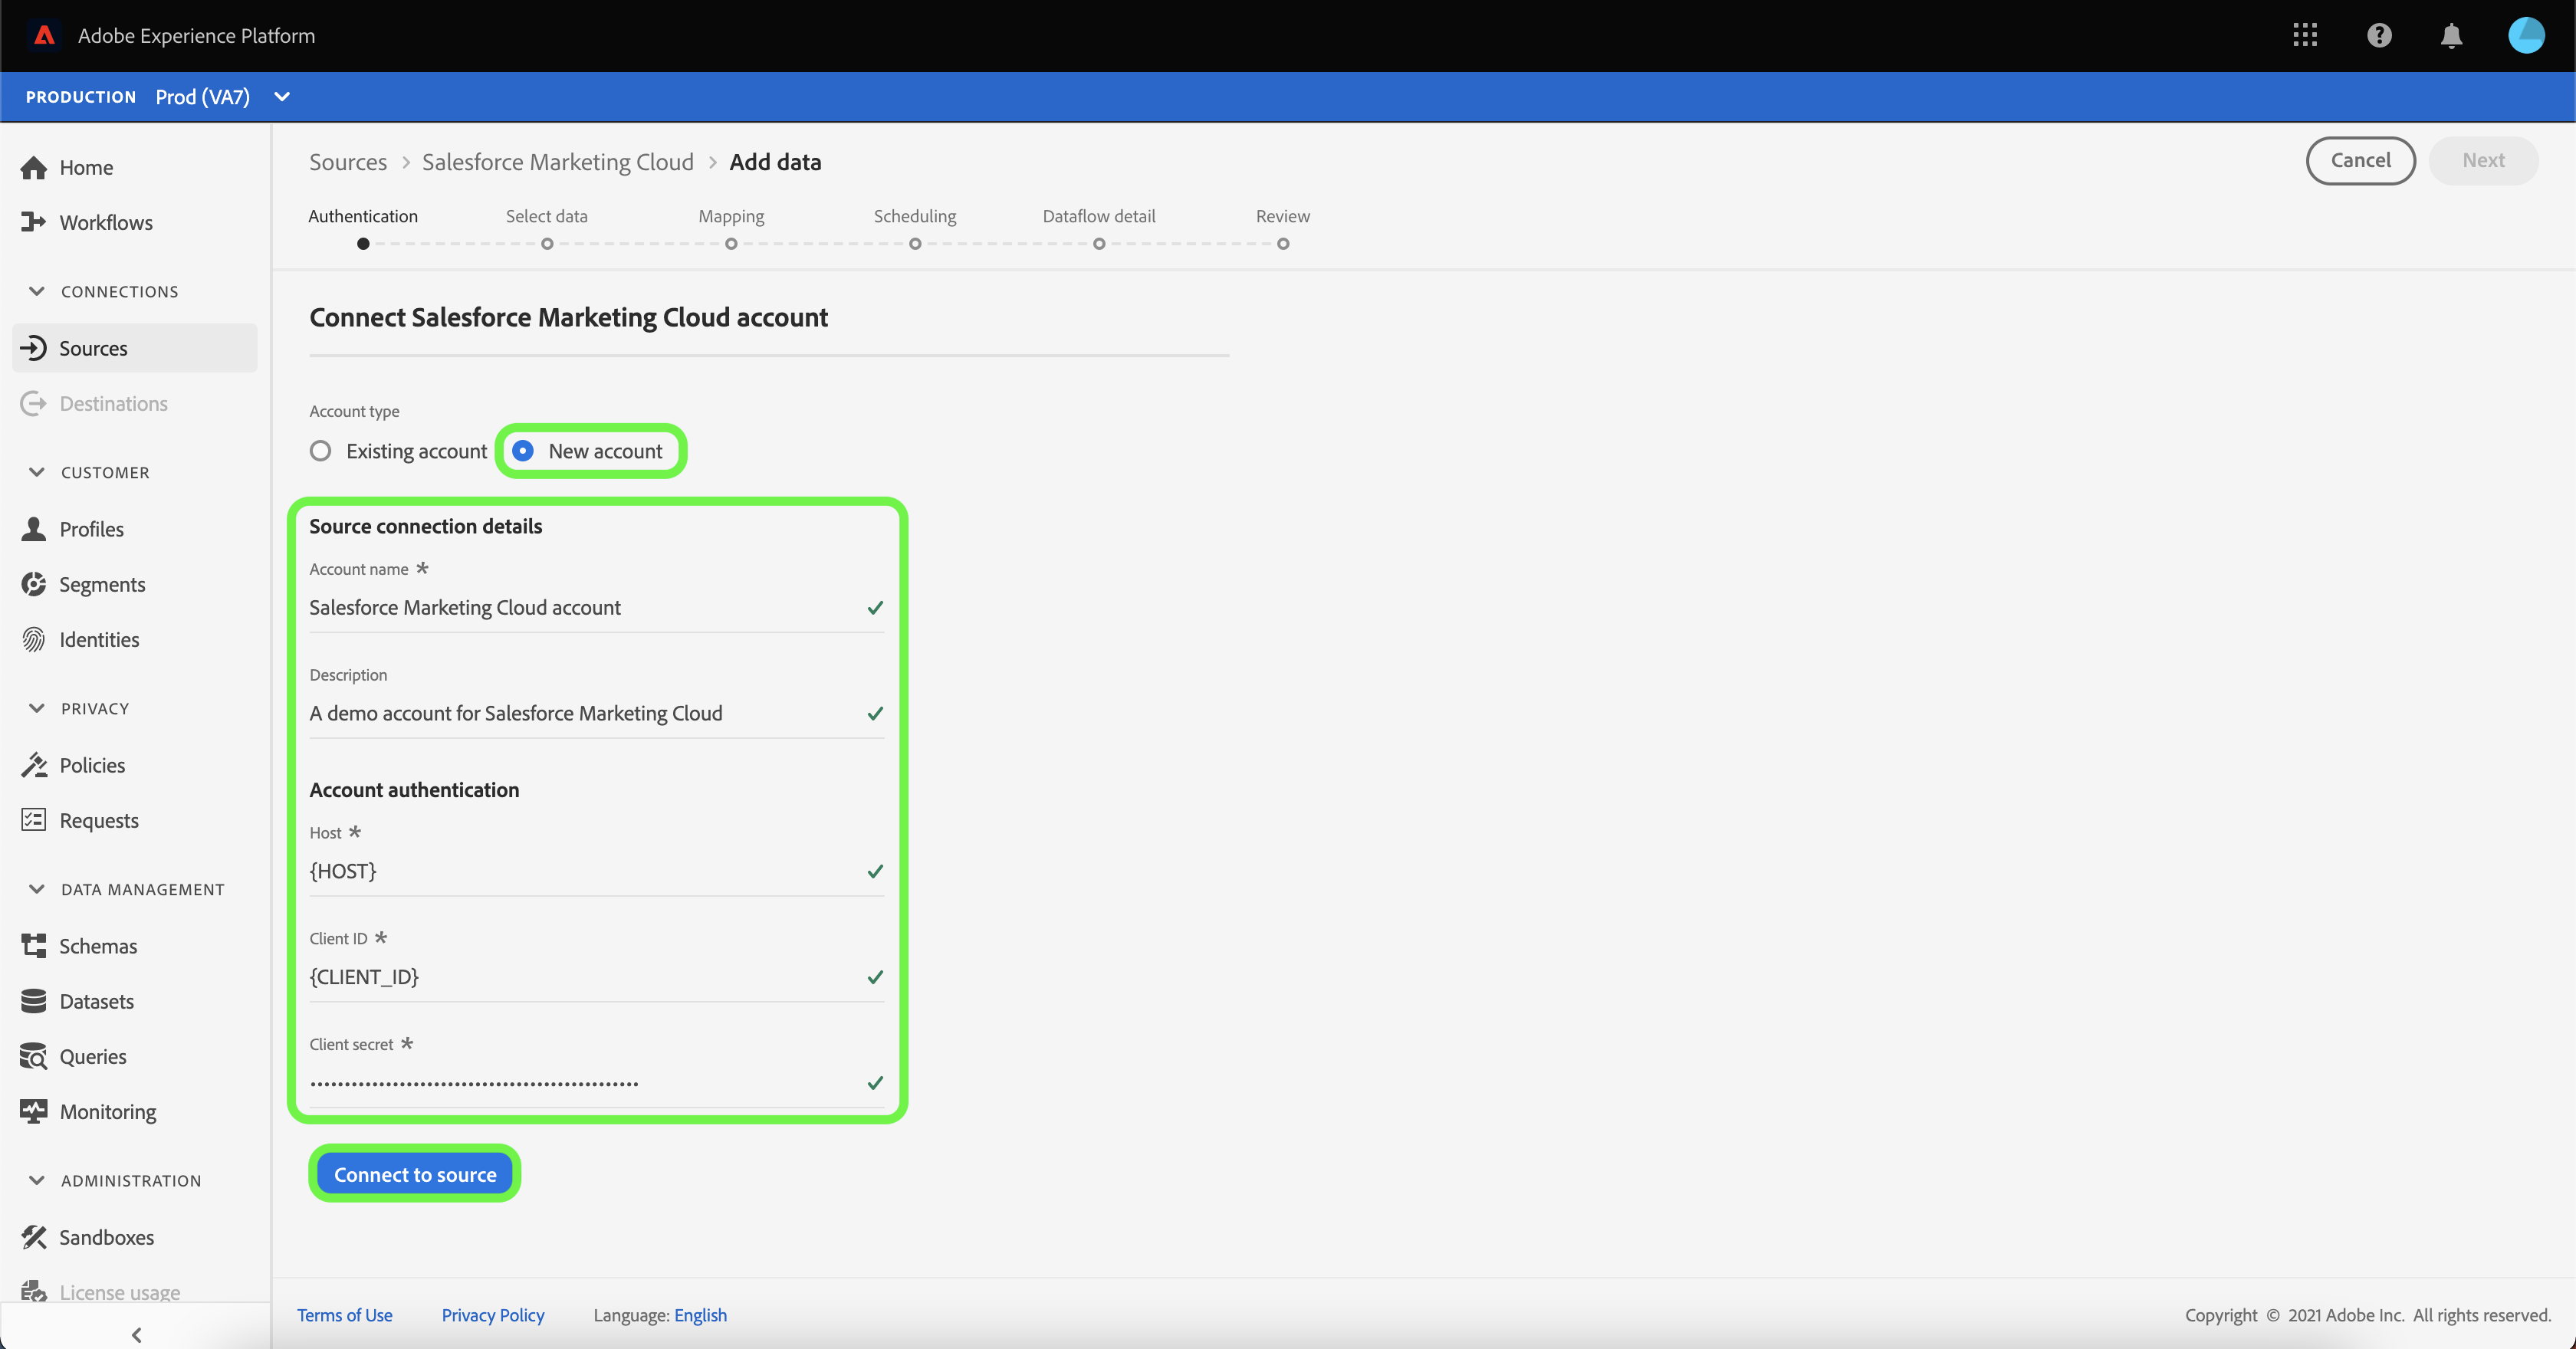 Adobe Experience Platform
PRODUCTION Prod (VA7)
Home
Workflows
CONNECTIONS
Sources
Destinations
CUSTOMER
Profiles
Segments
Identities
PRIVACY
Policies
Requests
DATA MANAGEMENT
Schemas
Datasets
Queries
Monitoring
ADMINISTRATION
Sandboxes
License usage
Sources > Salesforce Marketing Cloud > Add data
Cancel Next
Authentication Select data Mapping Scheduling Dataflow detail Review
Connect Salesforce Marketing Cloud account
Account type
Existing account New account
Source connection details
Account name *
Salesforce Marketing Cloud account
Description
A demo account for Salesforce Marketing Cloud
Account authentication
Host *
{HOST}
Client ID *
{CLIENT_ID}
Client secret *
Connect to source
Terms of Use Privacy Policy Language: English Copyright © 2021 Adobe Inc. All rights reserved.